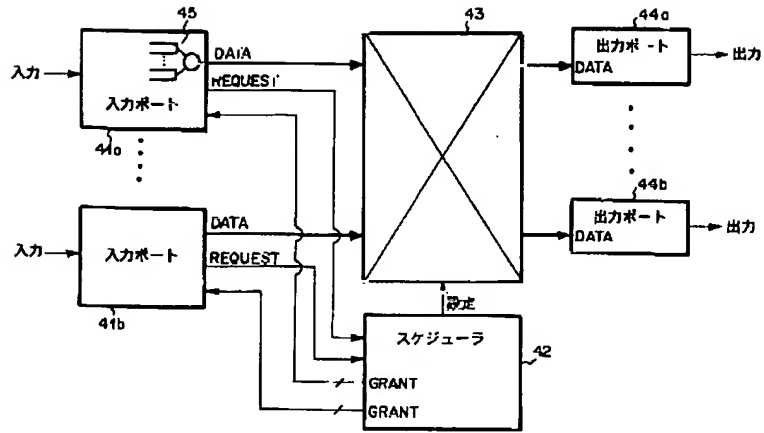 45
43
44a
入力
DATA
REQUEST
入力ポート
41a
出力ポート
DATA
出力
44b
入力
入力ポート
DATA
REQUEST
41b
出力ポート
DATA
出力
設定
スケジューラ
42
GRANT
GRANT